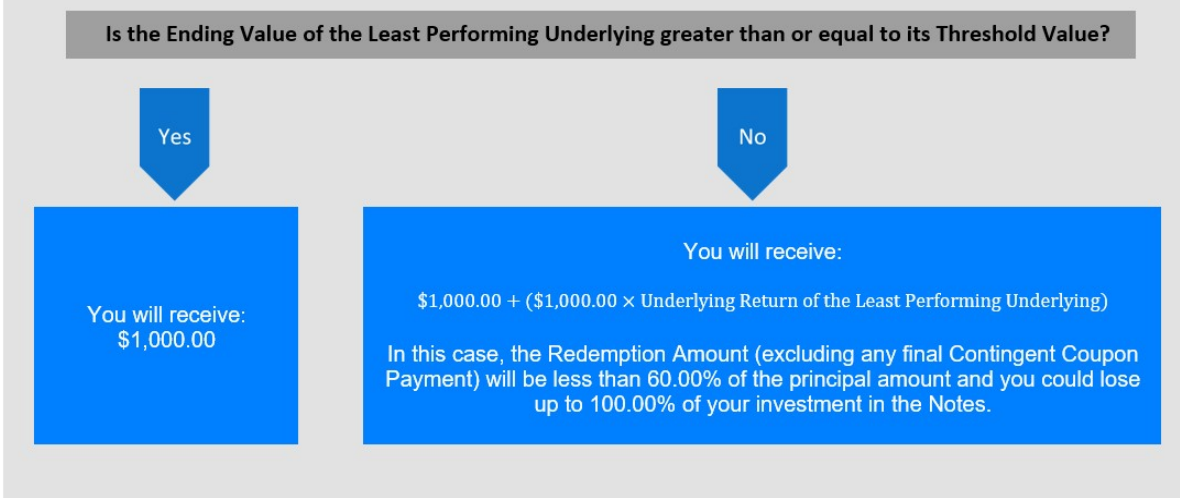 Is the Ending Value of the Least Performing Underlying greater than or equal to its Threshold Value?
Yes
No
You will receive:
$1,000.00
You will receive:
$1,000.00 + ($1,000.00 × Underlying Return of the Least Performing Underlying)
In this case, the Redemption Amount (excluding any final Contingent Coupon
Payment) will be less than 60.00% of the principal amount and you could lose
up to 100.00% of your investment in the Notes.